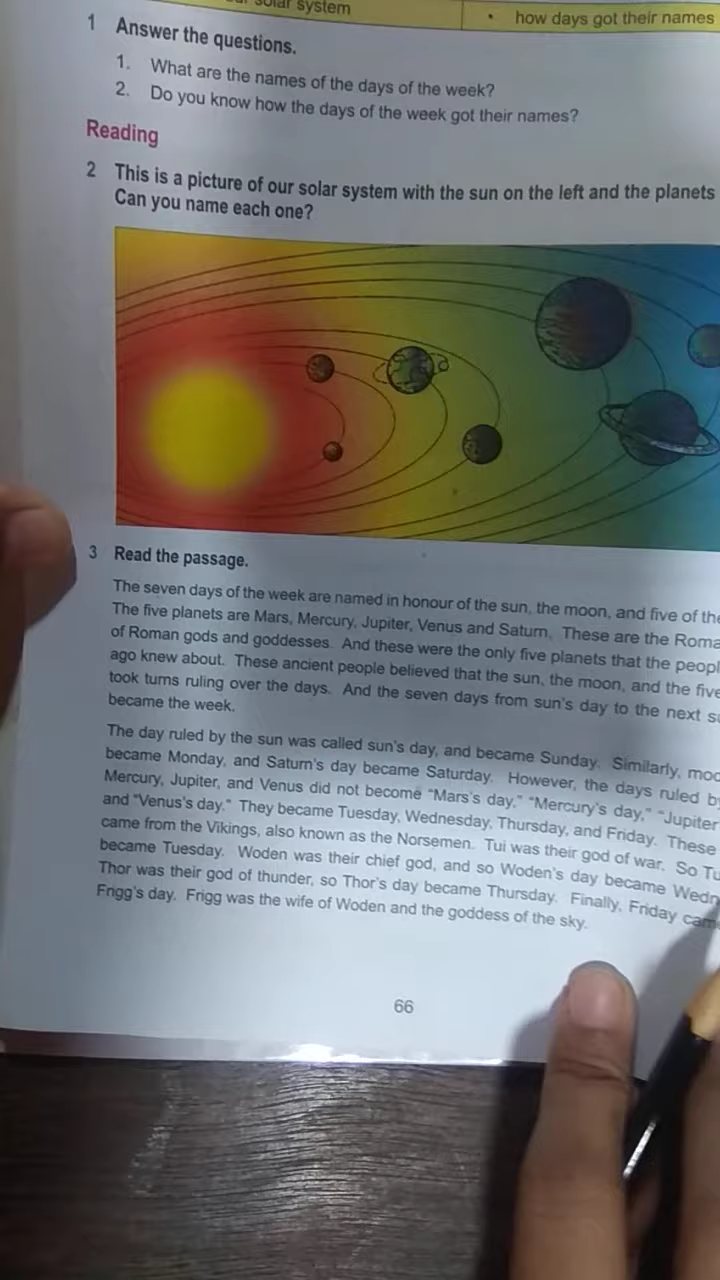 solar system
• how days got their names
1 Answer the questions.
1. What are the names of the days of the week?
2. Do you know how the days of the week got their names?
Reading
2 This is a picture of our solar system with the sun on the left and the planets
Can you name each one?
3 Read the passage.
The seven days of the week are named in honour of the sun, the moon, and five of the
The five planets are Mars, Mercury, Jupiter, Venus and Saturn. These are the Roma
of Roman gods and goddesses. And these were the only five planets that the peopl
ago knew about. These ancient people believed that the sun, the moon, and the five
took turns ruling over the days. And the seven days from sun's day to the next
became the week.
The day ruled by the sun was called sun's day, and became Sunday. Similarly,
became Monday, and Saturn's day became Saturday. However, the days ruled by
Mercury, Jupiter, and Venus did not become "Mars's day," "Mercury's day," "Jupiter
and "Venus's day." They became Tuesday, Wednesday, Thursday, and Friday. These
came from the Vikings, also known as the Norsemen. Tui was their god of war. So Tu
became Tuesday. Woden was their chief god, and so Woden's day became Wedn
Thor was their god of thunder, so Thor's day became Thursday. Finally, Friday cam
Frigg's day. Frigg was the wife of Woden and the goddess of the sky.
66